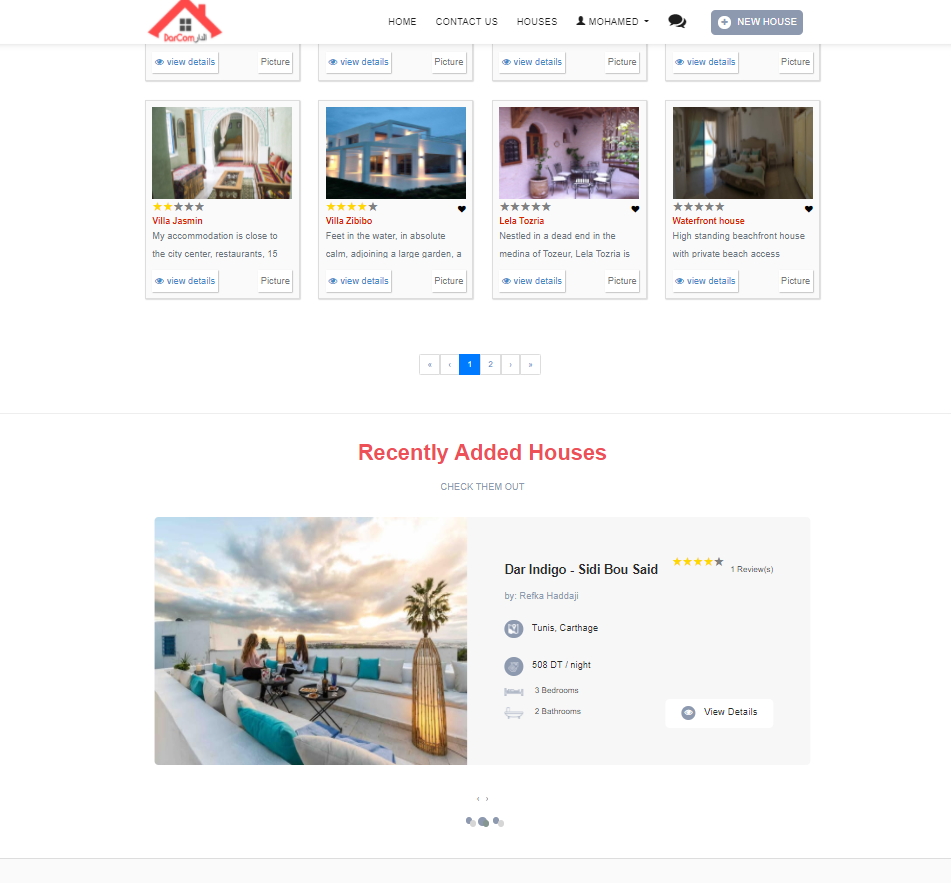 DarCom الدار
HOME CONTACT US HOUSES MOHAMED NEW HOUSE
view details Picture view details Picture view details Picture view details Picture
Villa Jasmin
My accommodation is close to
the city center, restaurants, 15
view details Picture
Villa Zibibo
Feet in the water, in absolute
calm, adjoining a large garden, a
view details Picture
Lela Tozria
Nestled in a dead end in the
medina of Tozeur, Lela Tozria is
view details Picture
Waterfront house
High standing beachfront house
with private beach access
view details Picture
« ‹ 1 2 › »
Recently Added Houses
CHECK THEM OUT
Dar Indigo - Sidi Bou Said 1 Review(s)
by: Refka Haddaji
Tunis, Carthage
508 DT / night
3 Bedrooms
2 Bathrooms
View Details
‹ ›